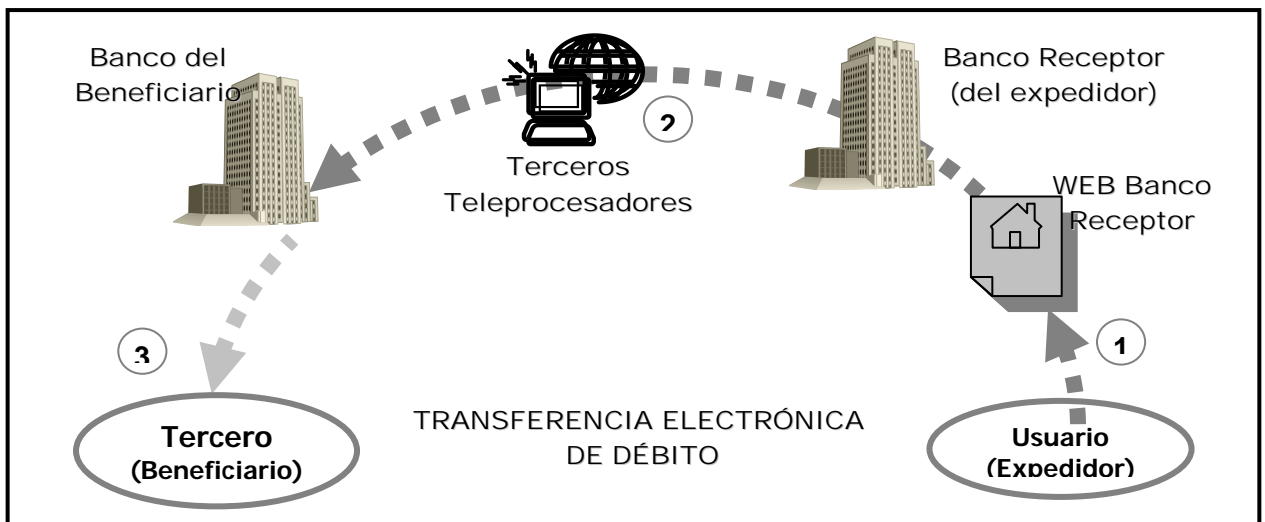 Banco del
Beneficiario
Banco Receptor
(del expedidor)
2
Terceros
Teleprocesadores
WEB Banco
Receptor
3
1
TRANSFERENCIA ELECTRÓNICA
DE DÉBITO
Tercero
(Beneficiario)
Usuario
(Expedidor)